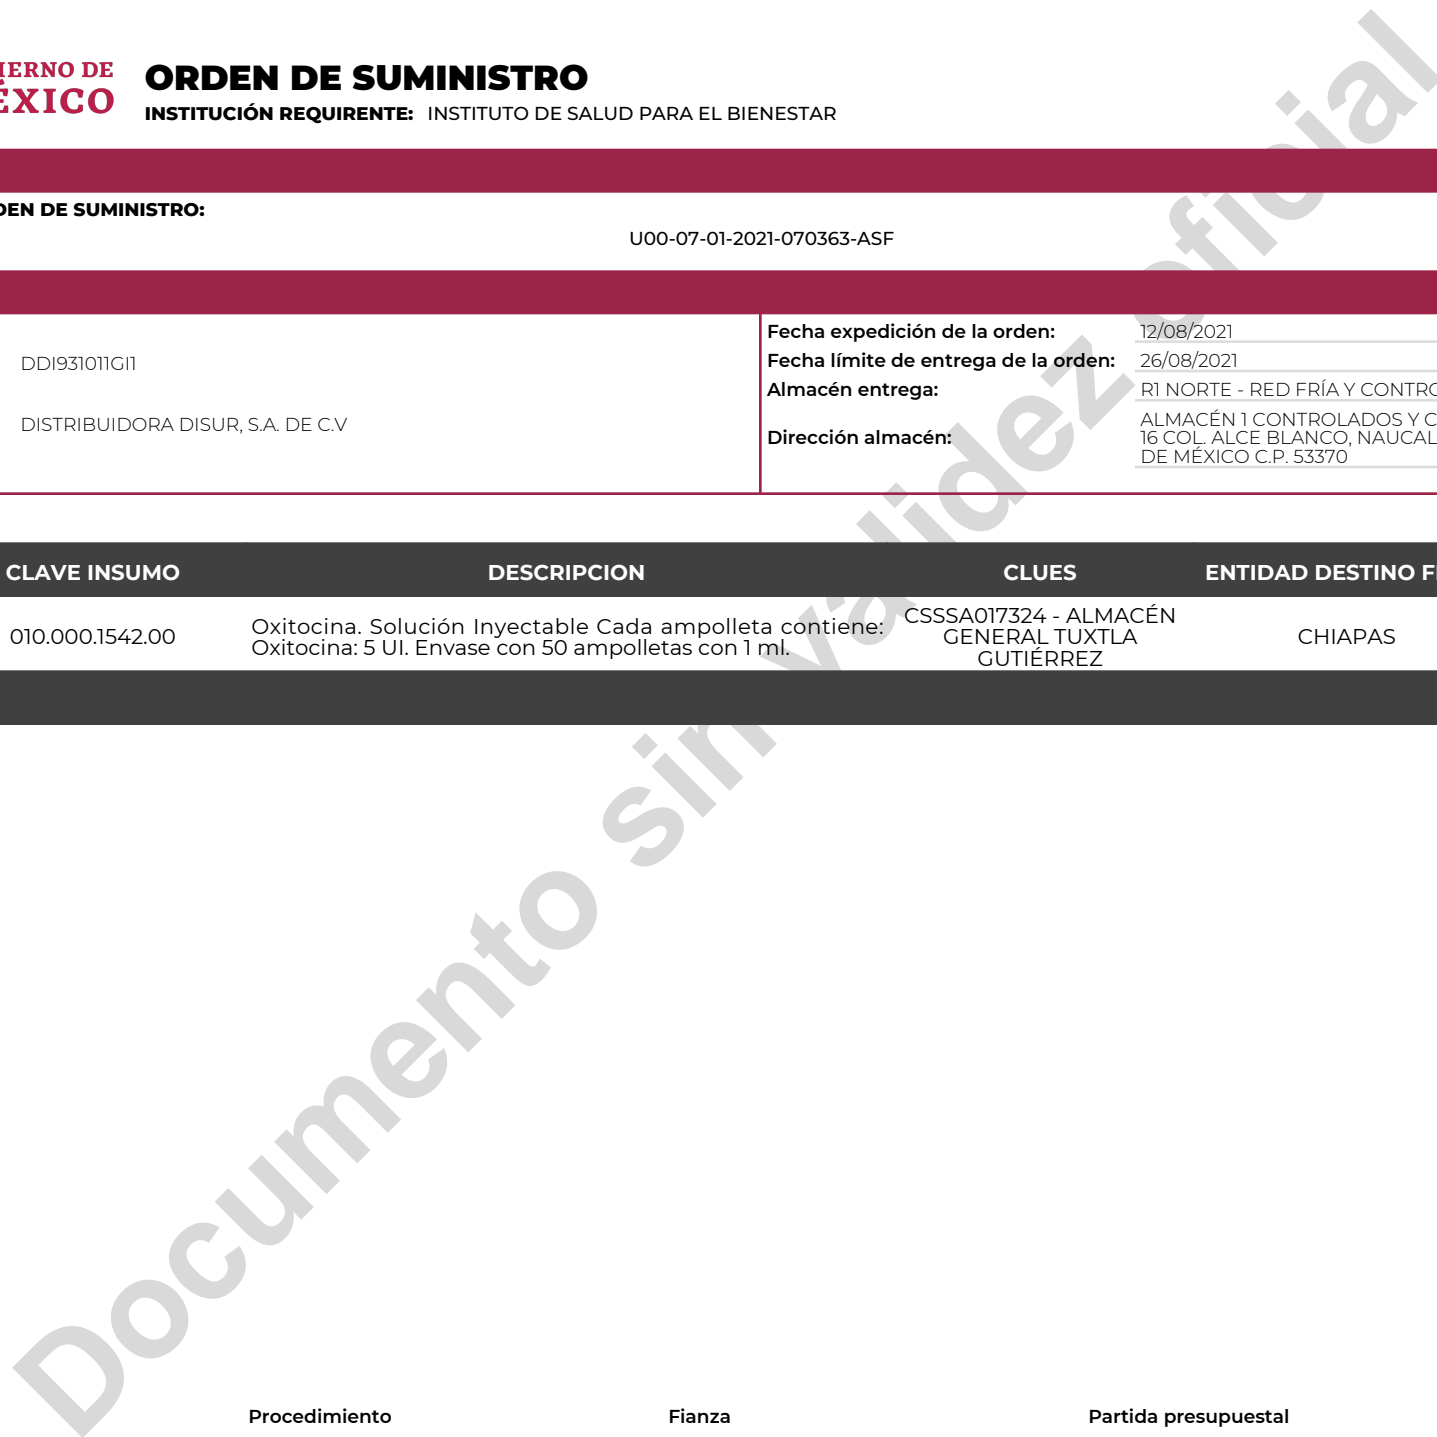 IERNO DE
ÉXICO
ORDEN DE SUMINISTRO
INSTITUCIÓN REQUIRENTE: INSTITUTO DE SALUD PARA EL BIENESTAR
DEN DE SUMINISTRO:
U00-07-01-2021-070363-ASF
DDI931011GI1
DISTRIBUIDORA DISUR, S.A. DE C.V
Fecha expedición de la orden: 12/08/2021
Fecha límite de entrega de la orden: 26/08/2021
Almacén entrega: R1 NORTE - RED FRÍA Y CONTRO
Dirección almacén: ALMACÉN 1 CONTROLADOS Y C
16 COL. ALCE BLANCO, NAUCAL
DE MÉXICO C.P. 53370
CLAVE INSUMO DESCRIPCION CLUES ENTIDAD DESTINO FI
010.000.1542.00
Oxitocina. Solución Inyectable Cada ampolleta contiene:
Oxitocina: 5 UI. Envase con 50 ampolletas con 1 ml.
CSSSA017324 - ALMACÉN
GENERAL TUXTLA
GUTIÉRREZ
CHIAPAS
Documento sin validez oficial
Procedimiento Fianza Partida presupuestal